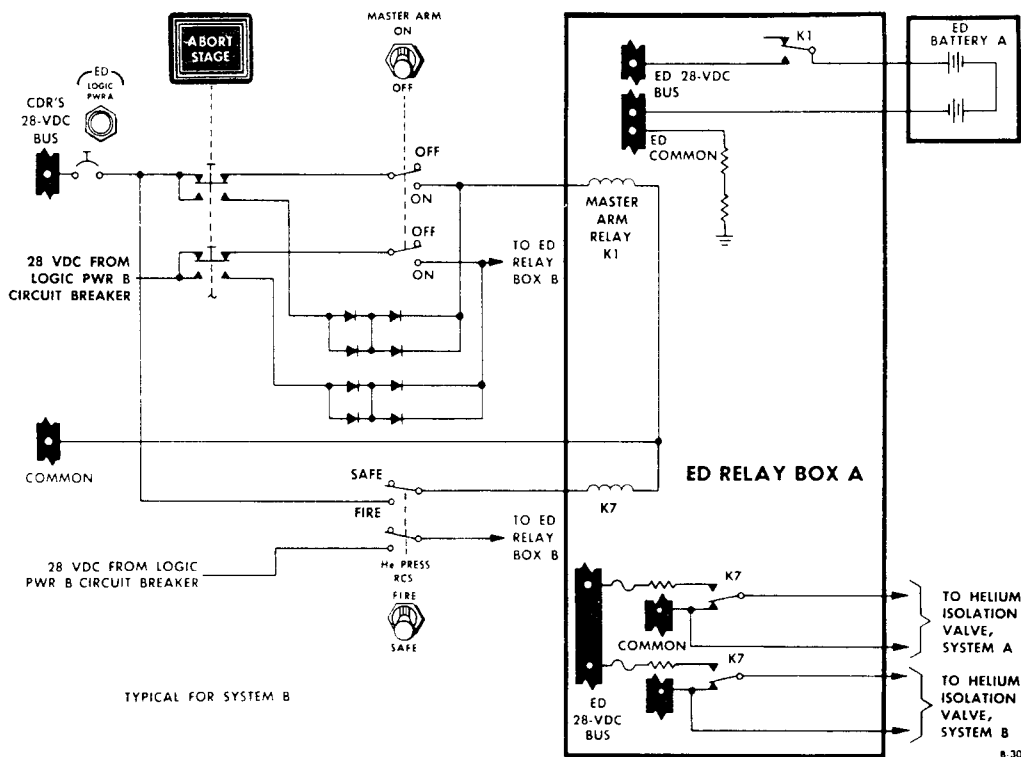 ABORT
STAGE
MASTER ARM
ON
OFF
ED
LOGIC
PWR A
CDR'S
28-VDC
BUS
OFF
ON
OFF
ON
28 VDC FROM
LOGIC PWR B
CIRCUIT BREAKER
TO ED
RELAY
BOX B
COMMON
SAFE
FIRE
TO ED
RELAY
BOX B
28 VDC FROM LOGIC
PWR B CIRCUIT BREAKER
He PRESS
RCS
FIRE
SAFE
TYPICAL FOR SYSTEM B
K1
ED 28-VDC
BUS
ED
COMMON
ED
BATTERY A
MASTER
ARM
RELAY
K1
ED RELAY BOX A
K7
K7
COMMON
K7
ED
28-VDC
BUS
TO HELIUM
ISOLATION
VALVE,
SYSTEM A
TO HELIUM
ISOLATION
VALVE,
SYSTEM B
B-30